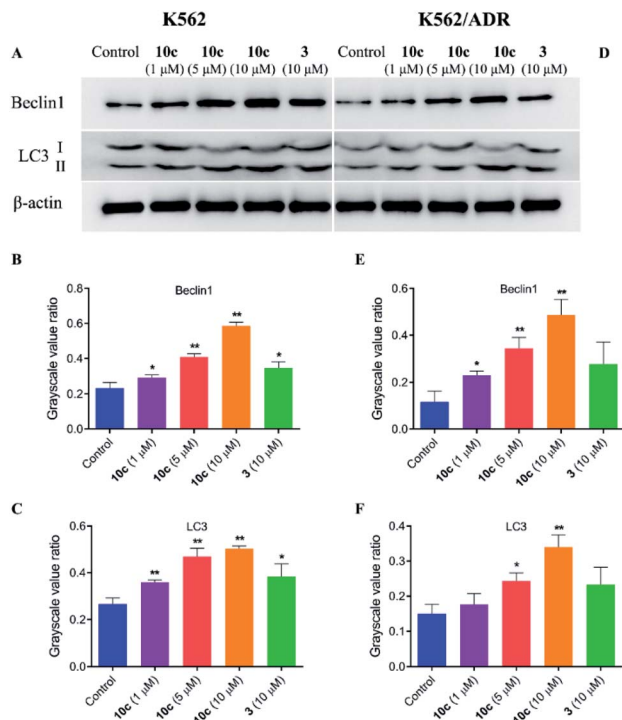 K562 K562/ADR
A Control 10c 10c 10c 3 Control 10c 10c 10c 3 D
(1 μM) (5 μM) (10 μM) (10 μM) (1 μM) (5 μM) (10 μM) (10 μM)
Beclin1
LC3 I
II
β-actin
B
Beclin1
Grayscale value ratio
0.8
0.6
0.4
0.2
0.0
* ** ** *
Control
10c (1 μM)
10c (5 μM)
10c (10 μM)
3 (10 μM)
E
Beclin1
Grayscale value ratio
0.6
0.4
0.2
0.0
* ** **
Control
10c (1 μM)
10c (5 μM)
10c (10 μM)
3 (10 μM)
C
LC3
Grayscale value ratio
0.6
0.4
0.2
0.0
** ** ** *
Control
10c (1 μM)
10c (5 μM)
10c (10 μM)
3 (10 μM)
F
LC3
Grayscale value ratio
0.4
0.3
0.2
0.1
0.0
* **
Control
10c (1 μM)
10c (5 μM)
10c (10 μM)
3 (10 μM)